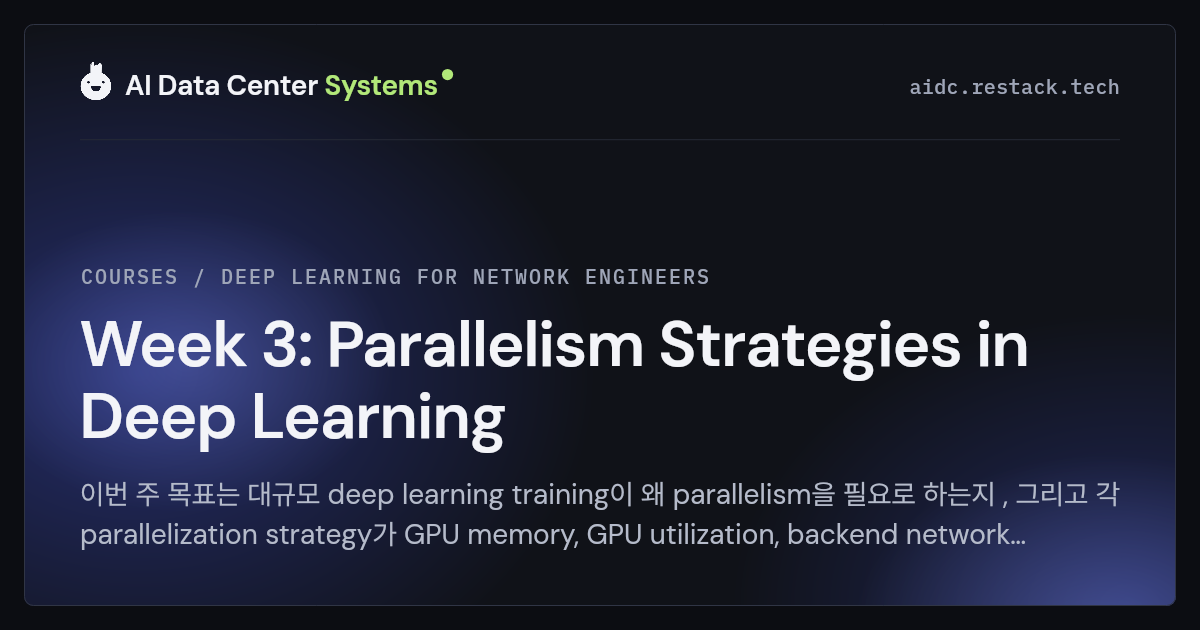 AI Data Center Systems
aidc.restack.tech
COURSES / DEEP LEARNING FOR NETWORK ENGINEERS
Week 3: Parallelism Strategies in
Deep Learning
이번 주 목표는 대규모 deep learning training이 왜 parallelism을 필요로 하는지 , 그리고 각
parallelization strategy가 GPU memory, GPU utilization, backend network...